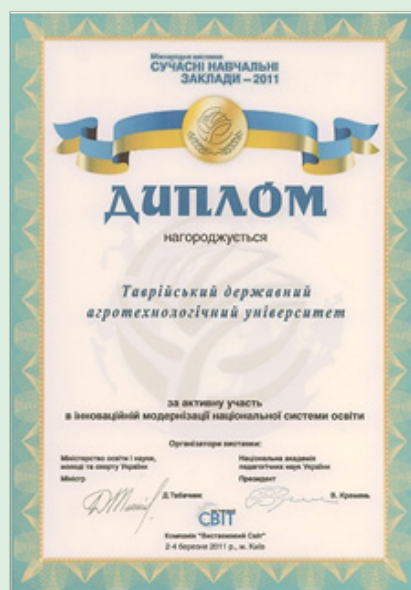 Міжнародна виставка
СУЧАСНІ НАВЧАЛЬНІ
ЗАКЛАДИ – 2011
ДИПЛОМ
нагороджується
Таврійський державний
агротехнологічний університет
за активну участь
в інноваційній модернізації національної системи освіти
Організатори виставки:
Міністерство освіти і науки,
молоді та спорту України
Міністр
Д.Табачник
Національна академія
педагогічних наук України
Президент
В. Кремень
СВІТ
Компанія "Виставковий Світ"
2-4 березня 2011 р., м. Київ